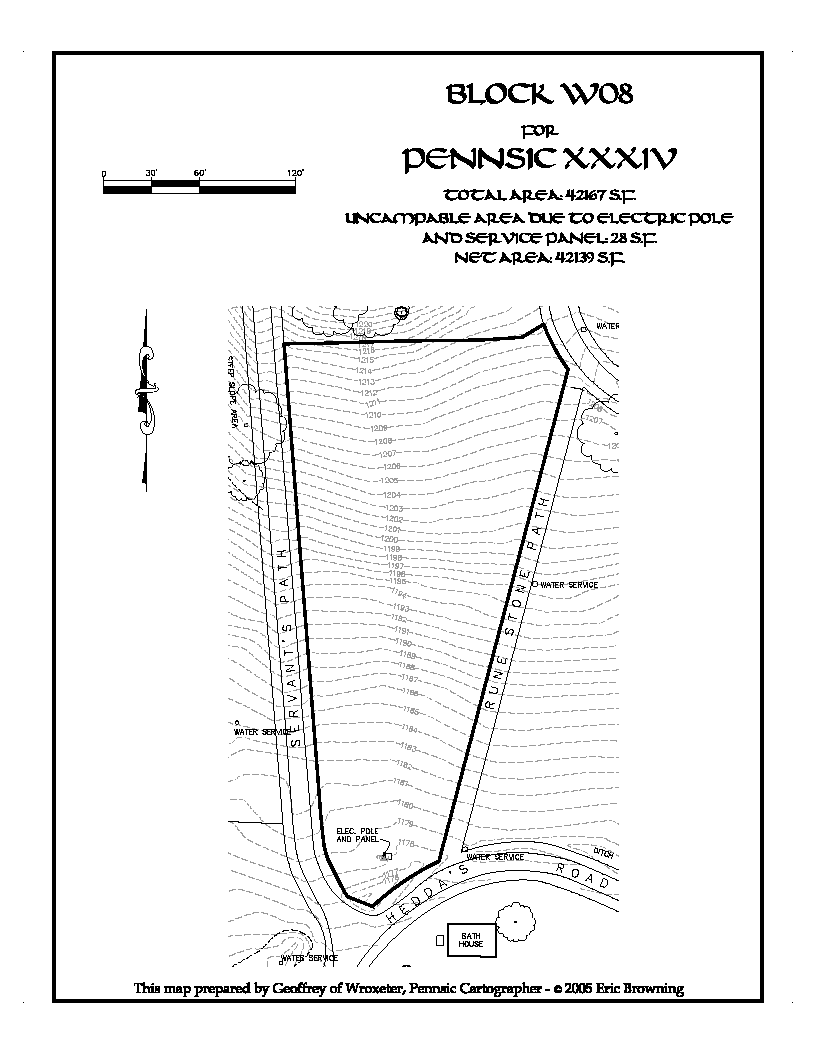 BLOCK W08
FOR
PENNSIC XXXIV
TOTAL AREA: 42167 S.F.
UNCAMPABLE AREA DUE TO ELECTRIC POLE
AND SERVICE PANEL: 28 S.F.
NET AREA: 42139 S.F.
0 30' 60' 120'
WATER
STEEP SLOPE AREA
1220
1216
1215
1214
1213
1212
1211
1210
1209
1208
1207
1206
1205
1204
1203
1202
1201
1200
1199
1198
1197
1196
1195
1194
1193
1192
1191
1190
1189
1188
1187
1186
1185
1184
1183
1182
1181
1180
1179
1178
1207
SERVANT'S PATH
RUNE STONE PATH
WATER SERVICE
WATER SERVICE
ELEC. POLE
AND PANEL
WATER SERVICE
DITCH
HEDDA'S ROAD
BATH
HOUSE
WATER SERVICE
This map prepared by Geoffrey of Wroxeter, Pennsic Cartographer - © 2005 Eric Browning